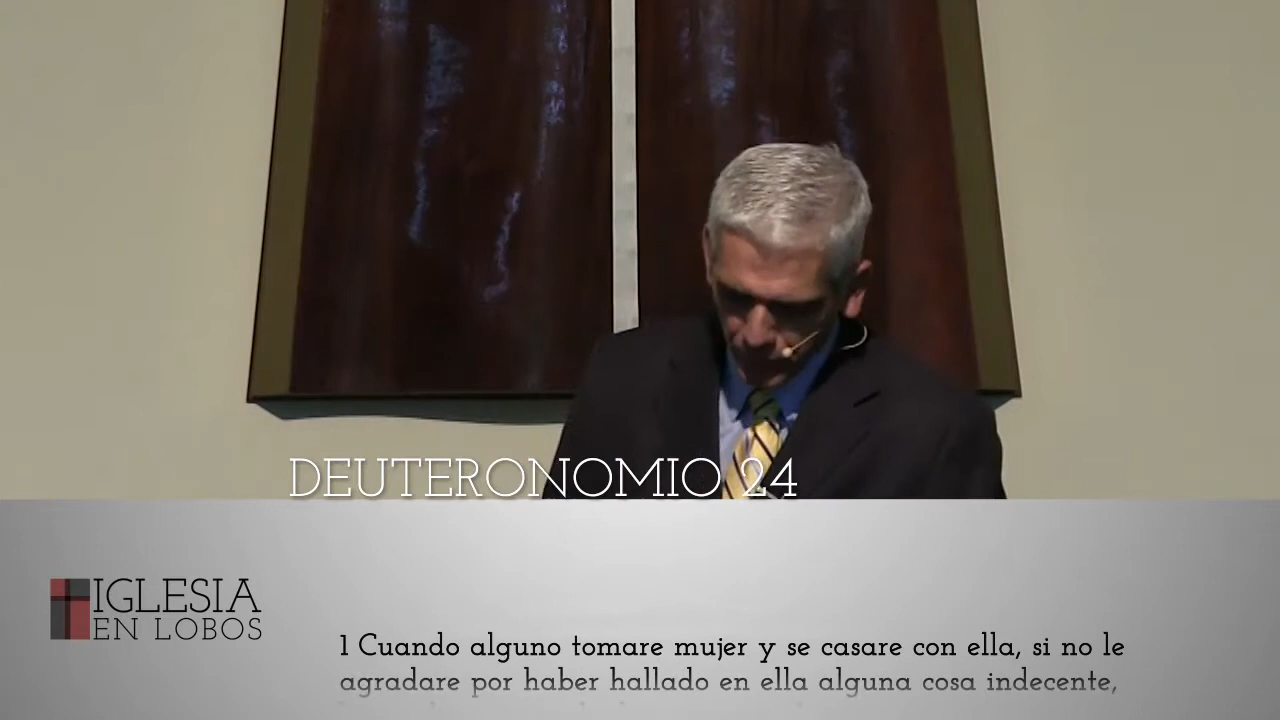 DEUTERONOMIO 24
IGLESIA
EN LOBOS
1 Cuando alguno tomare mujer y se casare con ella, si no le
agradare por haber hallado en ella alguna cosa indecente,